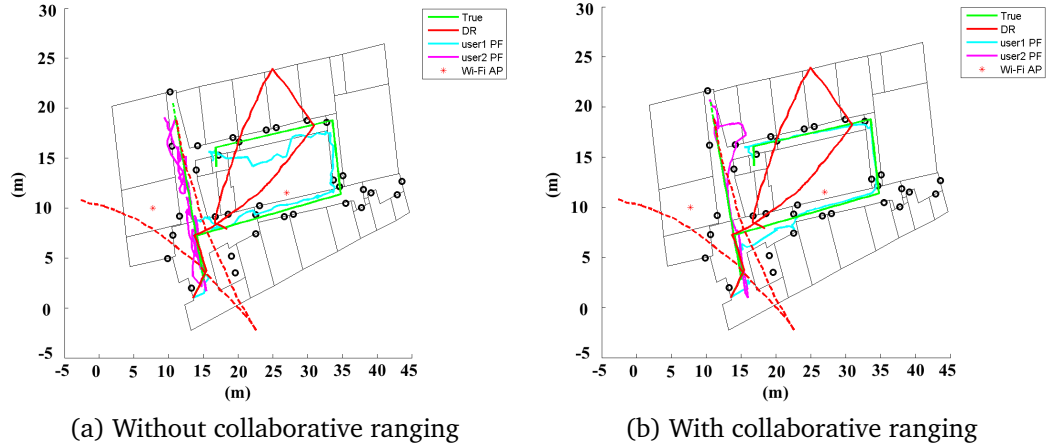 30
25
20
15
10
5
0
-5
(m)
-5 0 5 10 15 20 25 30 35 40 45
(m)
True
DR
user1 PF
user2 PF
Wi-Fi AP
(a) Without collaborative ranging
30
25
20
15
10
5
0
-5
(m)
-5 0 5 10 15 20 25 30 35 40 45
(m)
True
DR
user1 PF
user2 PF
Wi-Fi AP
(b) With collaborative ranging